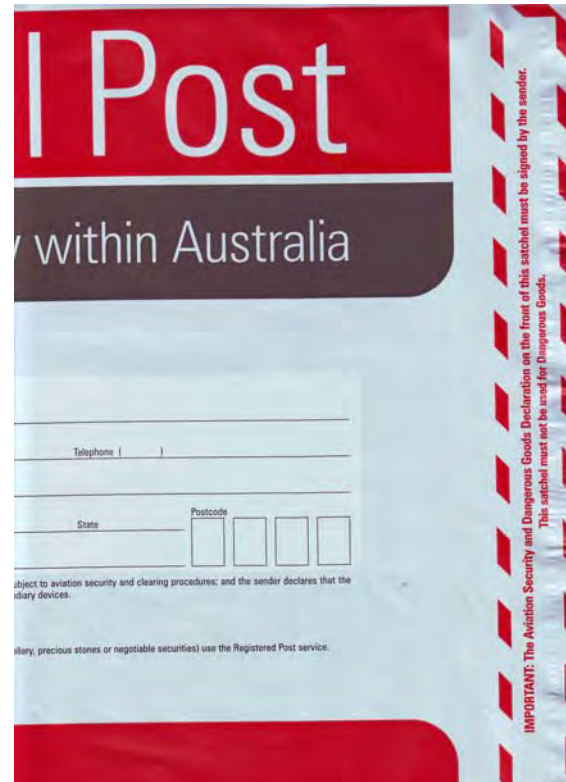 l Post
y within Australia
Telephone ( )
State
Postcode
ubject to aviation security and clearing procedures; and the sender declares that the
diary devices.
ellery, precious stones or negotiable securities) use the Registered Post service.
IMPORTANT: The Aviation Security and Dangerous Goods Declaration on the front of this satchel must be signed by the sender.
This satchel must not be used for Dangerous Goods.